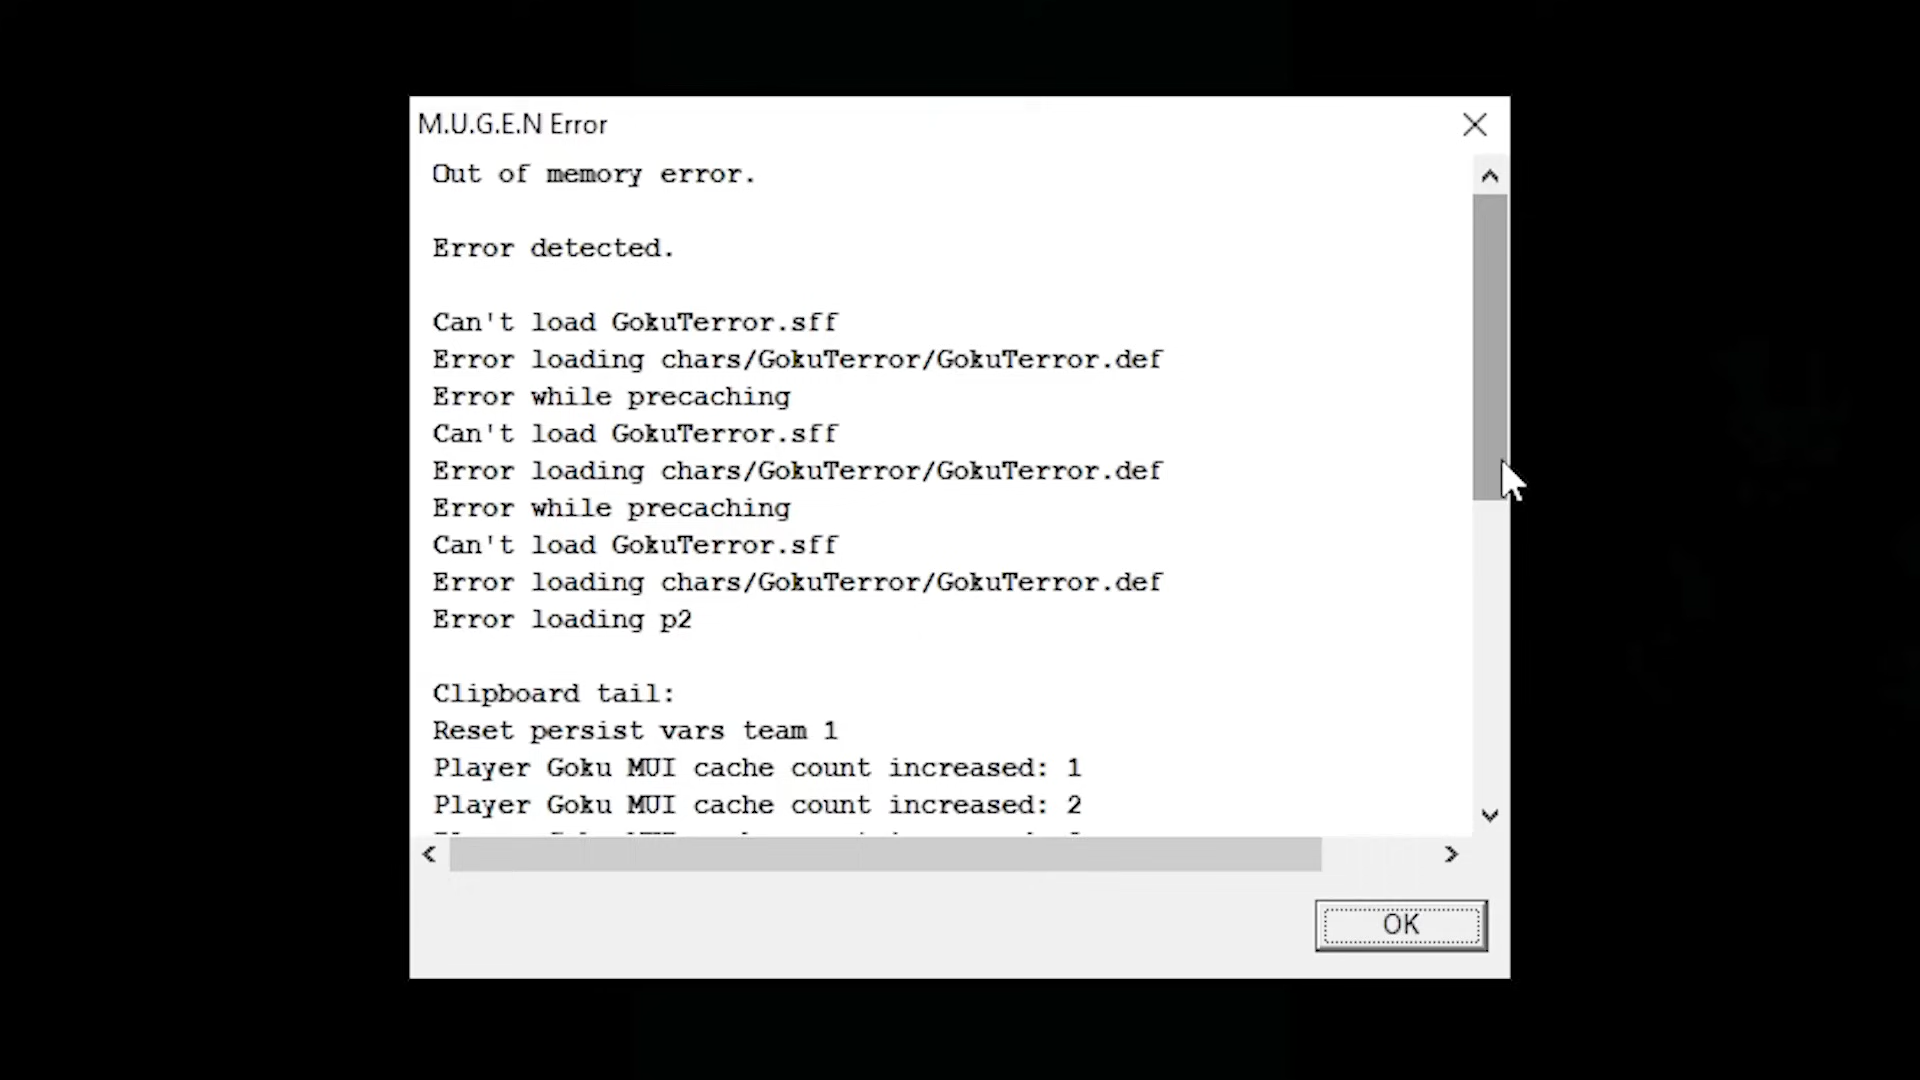 M.U.G.E.N Error
Out of memory error.
Error detected.
Can't load GokuTerror.sff
Error loading chars/GokuTerror/GokuTerror.def
Error while precaching
Can't load GokuTerror.sff
Error loading chars/GokuTerror/GokuTerror.def
Error while precaching
Can't load GokuTerror.sff
Error loading chars/GokuTerror/GokuTerror.def
Error loading p2
Clipboard tail:
Reset persist vars team 1
Player Goku MUI cache count increased: 1
Player Goku MUI cache count increased: 2
OK